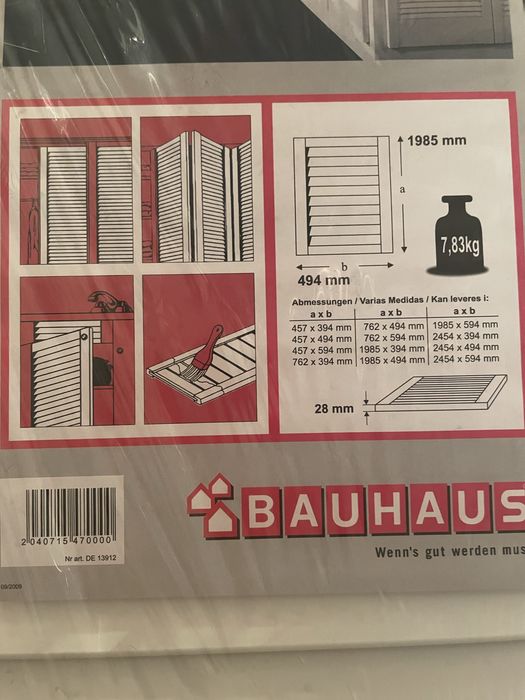 1985 mm
a
7,83kg
b
494 mm
Abmessungen / Varias Medidas / Kan leveres i:
a x b a x b a x b
457 x 394 mm 762 x 494 mm 1985 x 594 mm
457 x 494 mm 762 x 594 mm 2454 x 394 mm
457 x 594 mm 1985 x 394 mm 2454 x 494 mm
762 x 394 mm 1985 x 494 mm 2454 x 594 mm
28 mm
BAUHAUS
Wenn's gut werden mus
2 040715 470000
Nr art. DE 13912
09/2009